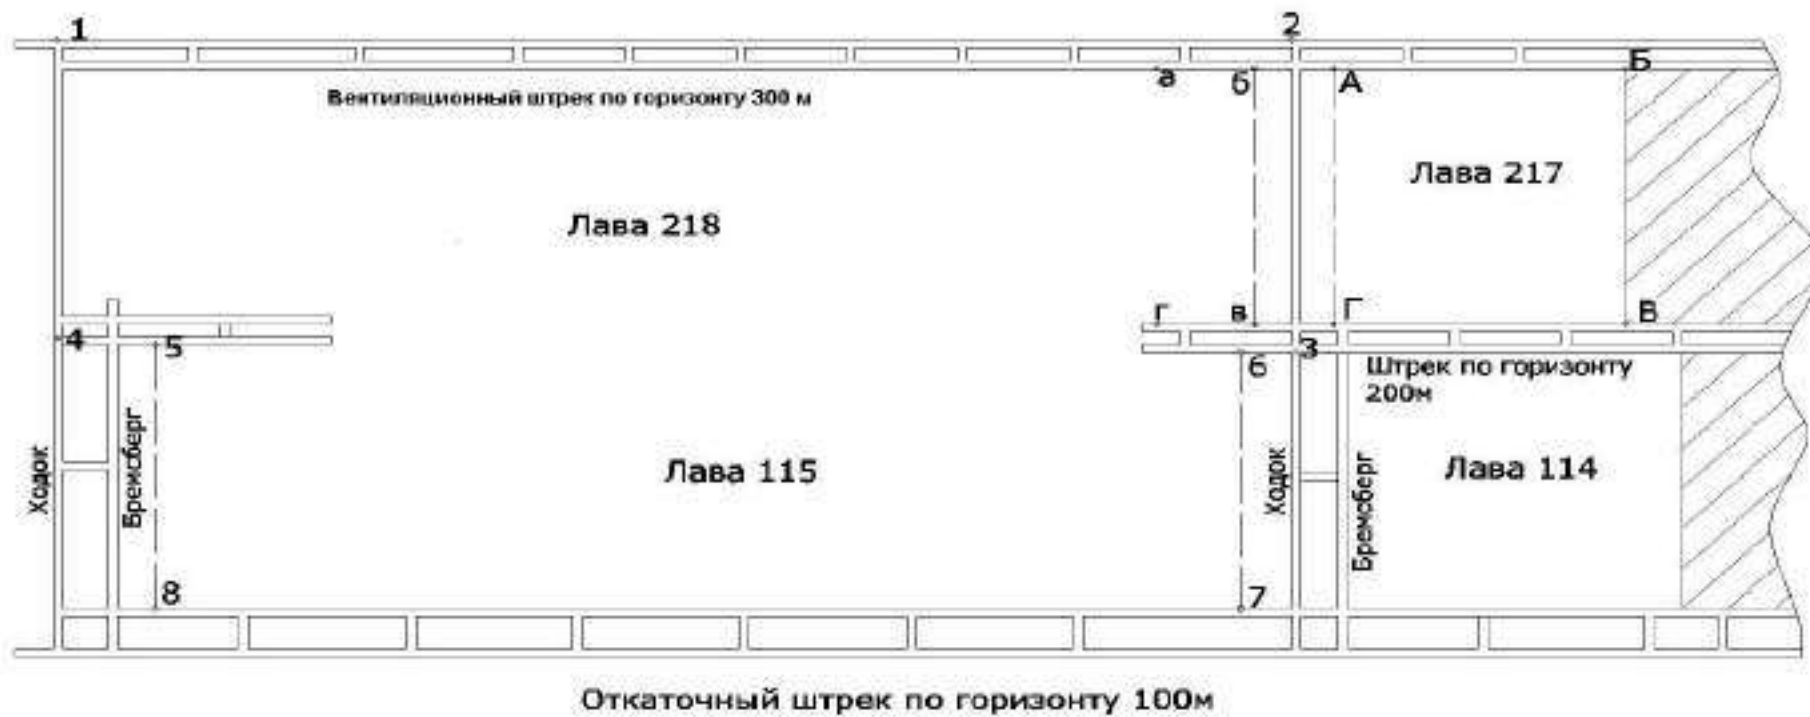 1
2
а
б
А
Б
Вентиляционный штрек по горизонту 300 м
Лава 217
Лава 218
г
в
Г
В
4
5
6
3
Штрек по горизонту
200м
Ходок
Бремсберг
Лава 115
Ходок
Бремсберг
Лава 114
8
7
Откаточный штрек по горизонту 100м